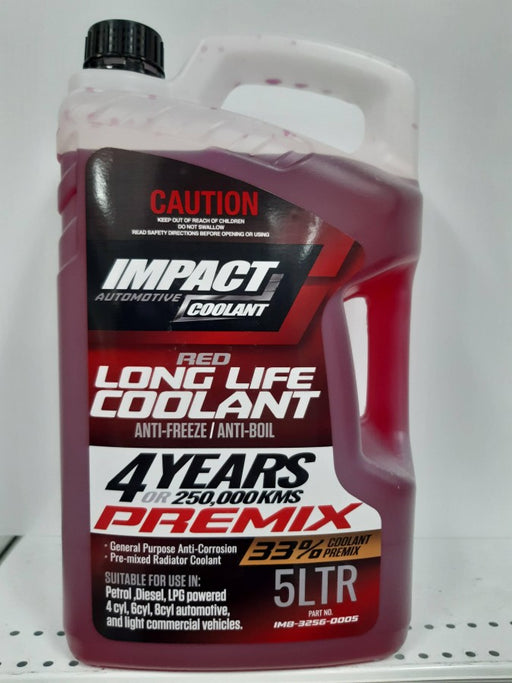 CAUTION
KEEP OUT OF REACH OF CHILDREN
DO NOT SWALLOW
READ SAFETY DIRECTIONS BEFORE OPENING OR USING
IMPACT
AUTOMOTIVE
COOLANT
RED
LONG LIFE
COOLANT
ANTI-FREEZE / ANTI-BOIL
4 YEARS
OR 250,000KMS
PREMIX
· General Purpose Anti-Corrosion
· Pre-mixed Radiator Coolant
33% COOLANT
PREMIX
SUITABLE FOR USE IN:
Petrol ,Diesel, LPG powered
4 cyl, 6cyl, 8cyl automotive,
and light commercial vehicles.
5LTR
PART NO.
IMB-3256-0005